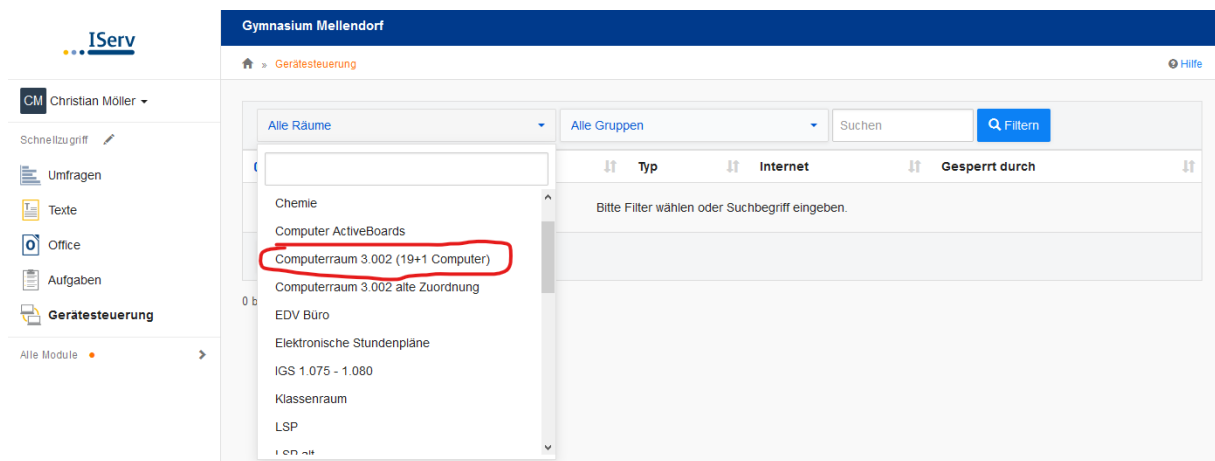 IServ
Gymnasium Mellendorf
» Gerätesteuerung
Hilfe
CM Christian Möller
Schnellzugriff
Umfragen
Texte
Office
Aufgaben
Gerätesteuerung
Alle Module
Alle Räume
Alle Gruppen
Suchen
Filtern
Typ
Internet
Gesperrt durch
Bitte Filter wählen oder Suchbegriff eingeben.
Chemie
Computer ActiveBoards
Computerraum 3.002 (19+1 Computer)
Computerraum 3.002 alte Zuordnung
EDV Büro
Elektronische Stundenpläne
IGS 1.075 - 1.080
Klassenraum
LSP
LSP alt
0 b